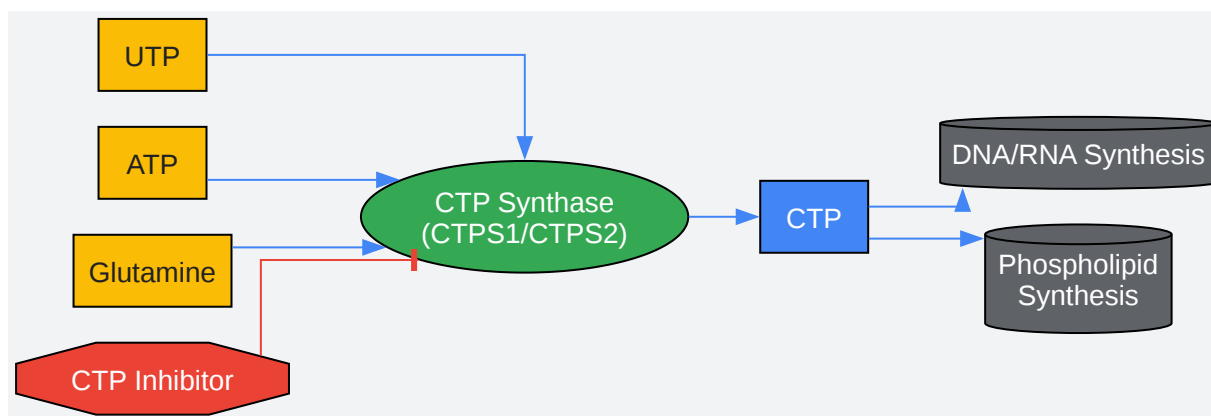 UTP
ATP
Glutamine
CTP Inhibitor
CTP Synthase
(CTPS1/CTPS2)
CTP
DNA/RNA Synthesis
Phospholipid
Synthesis